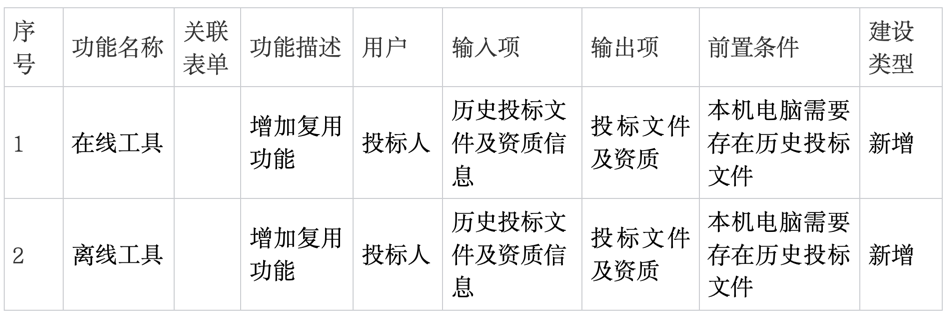 序号 功能名称 关联表单 功能描述 用户 输入项 输出项 前置条件 建设类型
1 在线工具 增加复用功能 投标人 历史投标文件及资质信息 投标文件及资质 本机电脑需要存在历史投标文件 新增
2 离线工具 增加复用功能 投标人 历史投标文件及资质信息 投标文件及资质 本机电脑需要存在历史投标文件 新增